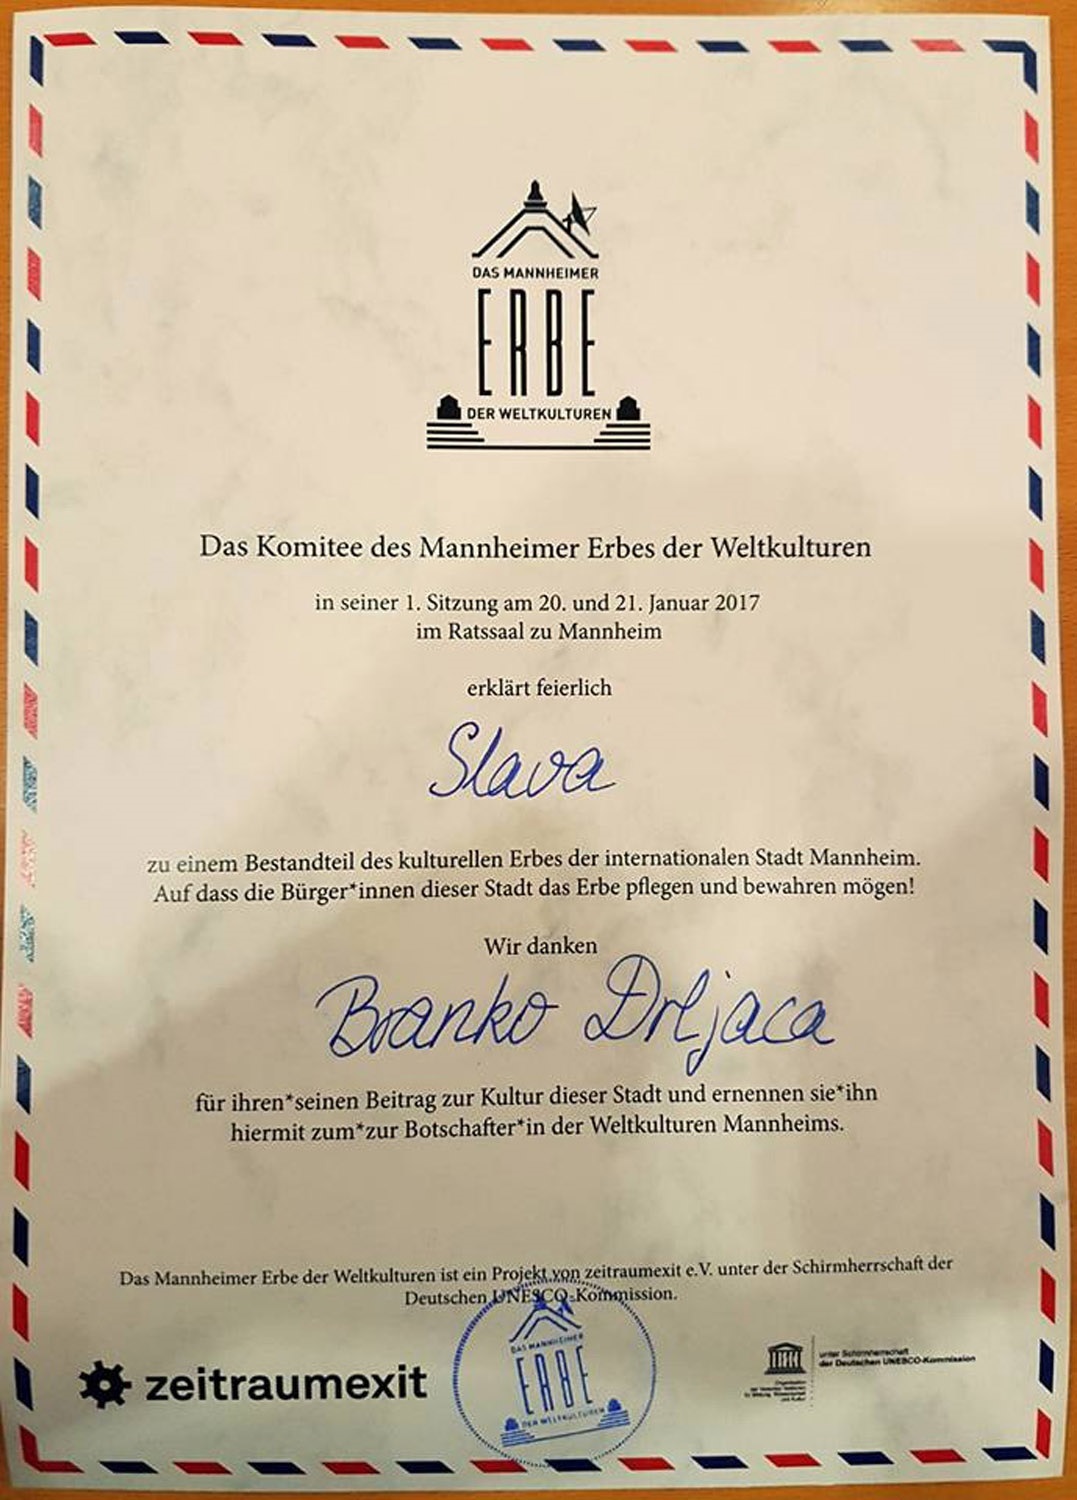 DAS MANNHEIMER
ERBE
DER WELTKULTUREN
Das Komitee des Mannheimer Erbes der Weltkulturen
in seiner 1. Sitzung am 20. und 21. Januar 2017
im Ratssaal zu Mannheim
erklärt feierlich
Slava
zu einem Bestandteil des kulturellen Erbes der internationalen Stadt Mannheim.
Auf dass die Bürger*innen dieser Stadt das Erbe pflegen und bewahren mögen!
Wir danken
Branko Drljaca
für ihren*seinen Beitrag zur Kultur dieser Stadt und ernennen sie*ihn
hiermit zum*zur Botschafter*in der Weltkulturen Mannheims.
Das Mannheimer Erbe der Weltkulturen ist ein Projekt von zeitraumexit e.V. unter der Schirmherrschaft der
Deutschen UNESCO-Kommission.
zeitraumexit
DAS MANNHEIMER
ERBE
DER WELTKULTUREN
unter Schirmherrschaft
der Deutschen UNESCO-Kommission